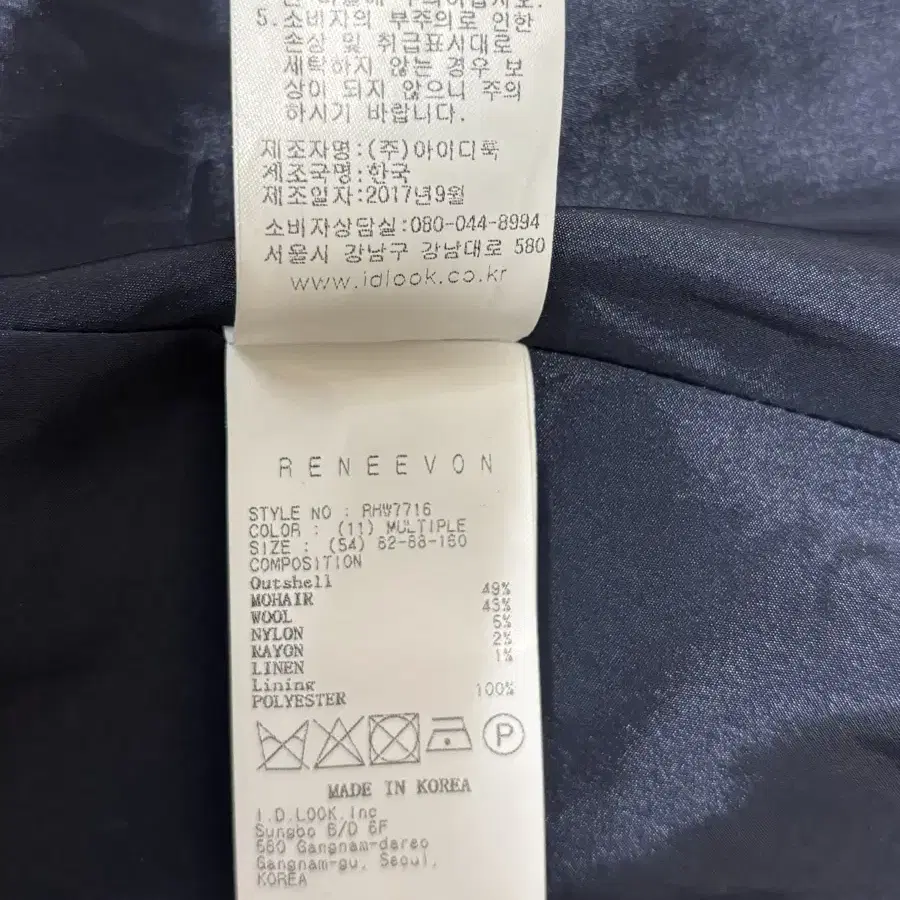 5.소비자의 부주의로 인한
손상 및 취급표시대로
세탁하지 않는 경우 보
상이 되지 않으니 주의
하시기 바랍니다.
제조자명:(주)아이디룩
제조국명:한국
제조일자:2017년9월
소비자상담실:080-044-8994
서울시 강남구 강남대로 580
www.idlook.co.kr
RENEEVON
STYLE NO : RHW7716
COLOR : (11) MULTIPLE
SIZE : (54) 82-88-160
COMPOSITION
Outshell
MOHAIR 49%
WOOL 43%
NYLON 5%
RAYON 2%
LINEN 1%
Lining
POLYESTER 100%
P
MADE IN KOREA
I.D.LOOK.Inc
Sungbo B/D 6F
580 Gangnam-daero
Gangnam-gu, Seoul,
KOREA